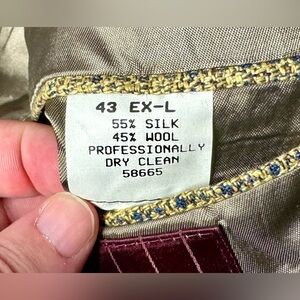 43 EX-L
55% SILK
45% WOOL
PROFESSIONALLY
DRY CLEAN
58665